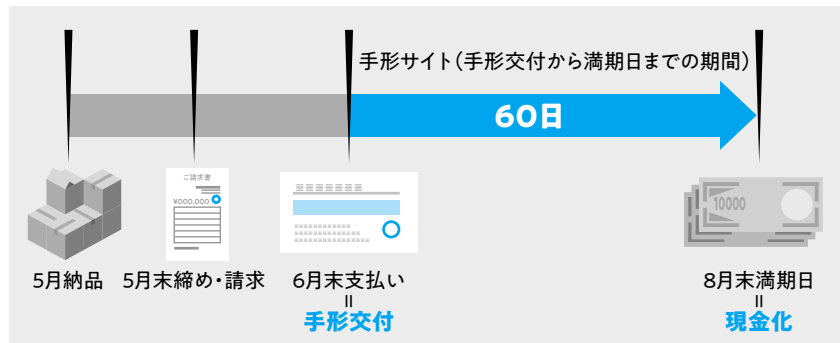 手形サイト（手形交付から満期日までの期間）
60日
ご請求書
¥000,000
10000
5月納品
5月末締め・請求
6月末支払い
＝
手形交付
8月末満期日
＝
現金化